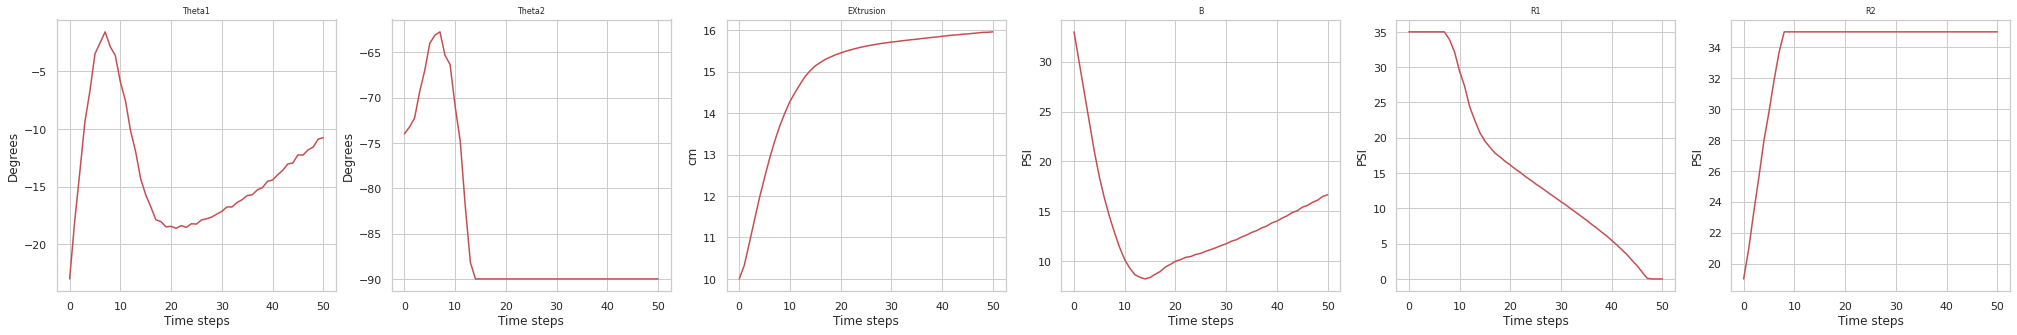 Theta1
Degrees
−5
−10
−15
−20
0 10 20 30 40 50
Time steps
Theta2
Degrees
−65
−70
−75
−80
−85
−90
0 10 20 30 40 50
Time steps
EXtrusion
cm
16
15
14
13
12
11
10
0 10 20 30 40 50
Time steps
B
PSI
30
25
20
15
10
0 10 20 30 40 50
Time steps
R1
PSI
35
30
25
20
15
10
5
0
0 10 20 30 40 50
Time steps
R2
PSI
34
32
30
28
26
24
22
20
0 10 20 30 40 50
Time steps